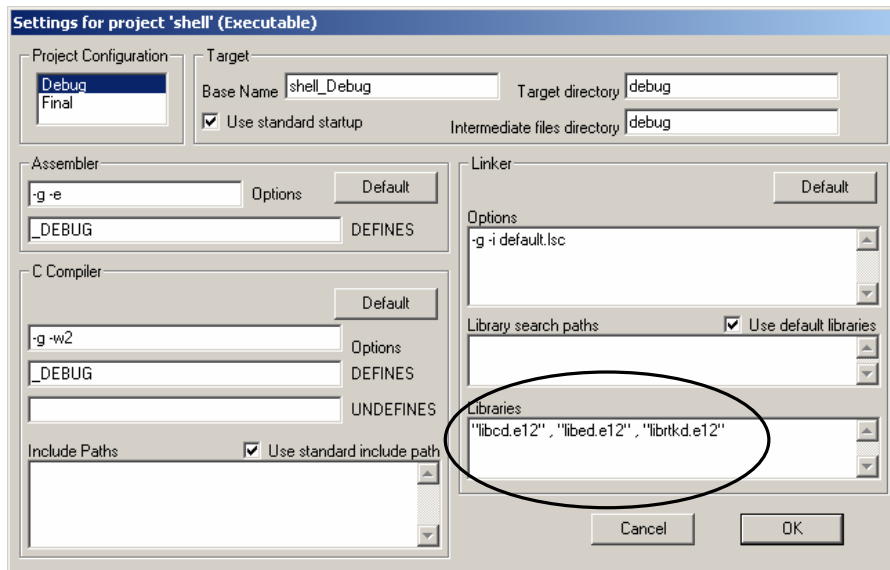 Settings for project 'shell' (Executable)
Project Configuration
Debug
Final
Target
Base Name shell_Debug
Target directory debug
Use standard startup
Intermediate files directory debug
Assembler
-g -e Options Default
_DEBUG DEFINES
C Compiler
Default
-g -w2 Options
_DEBUG DEFINES
UNDEFINES
Include Paths Use standard include path
Linker
Default
Options
-g -i default.lsc
Library search paths Use default libraries
Libraries
"libcd.e12" , "libed.e12" , "librtkd.e12"
Cancel OK